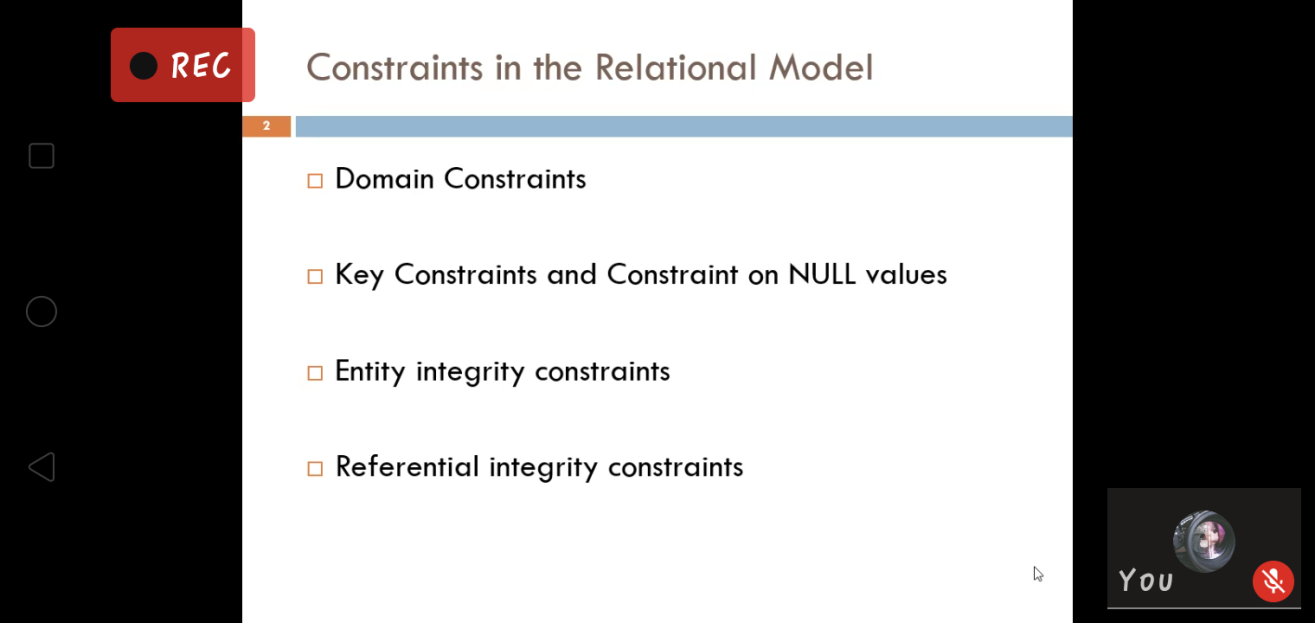 REC
Constraints in the Relational Model
2
Domain Constraints
Key Constraints and Constraint on NULL values
Entity integrity constraints
Referential integrity constraints
You